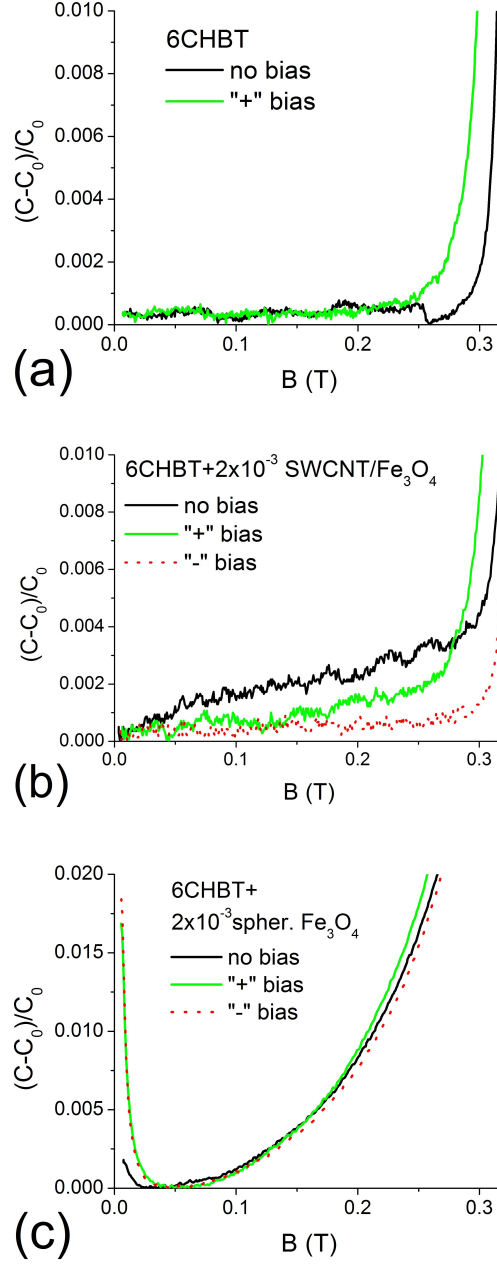 0.010
0.008
0.006
0.004
0.002
0.000
(C-C₀)/C₀
6CHBT
no bias
"+" bias
0.0 0.1 0.2 0.3
B (T)
(a)
0.010
0.008
0.006
0.004
0.002
0.000
(C-C₀)/C₀
6CHBT+2x10⁻³ SWCNT/Fe₃O₄
no bias
"+" bias
"-" bias
0.0 0.1 0.2 0.3
B (T)
(b)
0.020
0.015
0.010
0.005
0.000
(C-C₀)/C₀
6CHBT+
2x10⁻³spher. Fe₃O₄
no bias
"+" bias
"-" bias
0.0 0.1 0.2 0.3
B (T)
(c)